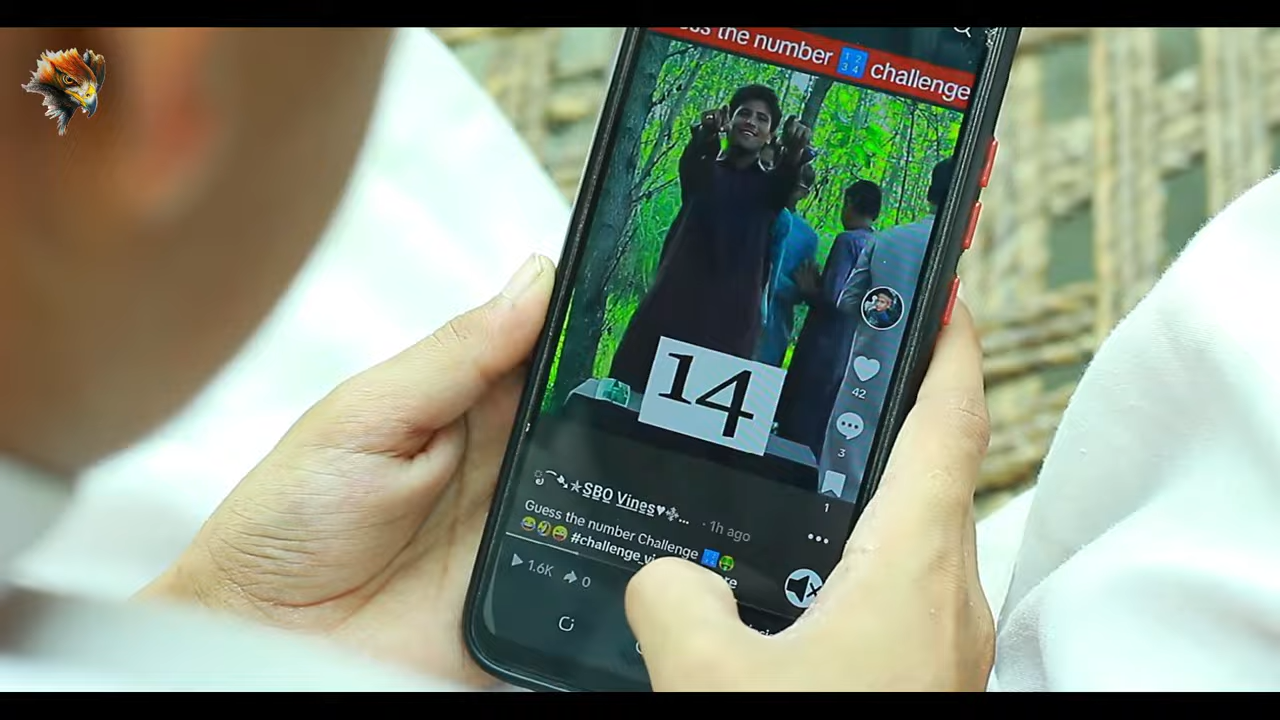 ess the number 🔢 challenge
14
42
3
1
SBO Vines♥❉... · 1h ago
Guess the number Challenge 🔢🤑
#challenge
1.6K 0